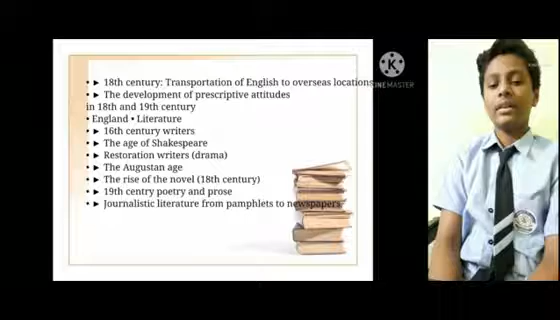 • ► 18th century: Transportation of English to overseas locations
• ► The development of prescriptive attitudes
in 18th and 19th century
• England • Literature
• ► 16th century writers
• ► The age of Shakespeare
• ► Restoration writers (drama)
• ► The Augustan age
• ► The rise of the novel (18th century)
• ► 19th centry poetry and prose
• ► Journalistic literature from pamphlets to newspapers
K
INEMASTER